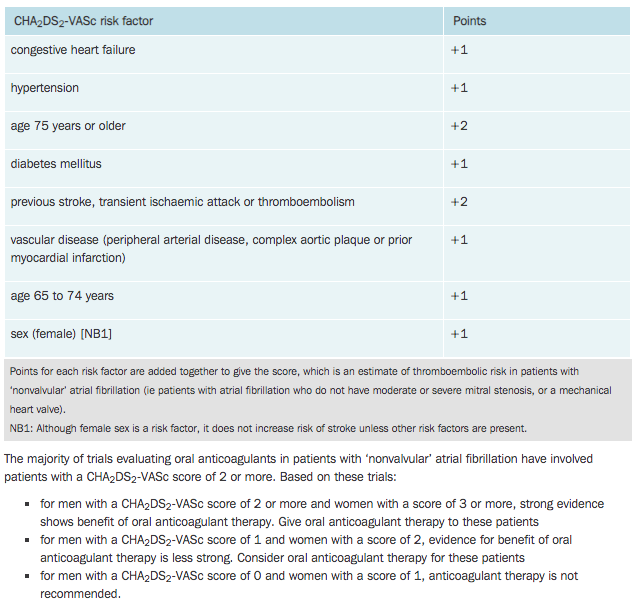 CHA₂DS₂-VASc risk factor Points
congestive heart failure +1
hypertension +1
age 75 years or older +2
diabetes mellitus +1
previous stroke, transient ischaemic attack or thromboembolism +2
vascular disease (peripheral arterial disease, complex aortic plaque or prior +1
myocardial infarction)
age 65 to 74 years +1
sex (female) [NB1] +1
Points for each risk factor are added together to give the score, which is an estimate of thromboembolic risk in patients with
‘nonvalvular’ atrial fibrillation (ie patients with atrial fibrillation who do not have moderate or severe mitral stenosis, or a mechanical
heart valve).
NB1: Although female sex is a risk factor, it does not increase risk of stroke unless other risk factors are present.
The majority of trials evaluating oral anticoagulants in patients with ‘nonvalvular’ atrial fibrillation have involved
patients with a CHA₂DS₂-VASc score of 2 or more. Based on these trials:
▪ for men with a CHA₂DS₂-VASc score of 2 or more and women with a score of 3 or more, strong evidence
shows benefit of oral anticoagulant therapy. Give oral anticoagulant therapy to these patients
▪ for men with a CHA₂DS₂-VASc score of 1 and women with a score of 2, evidence for benefit of oral
anticoagulant therapy is less strong. Consider oral anticoagulant therapy for these patients
▪ for men with a CHA₂DS₂-VASc score of 0 and women with a score of 1, anticoagulant therapy is not
recommended.